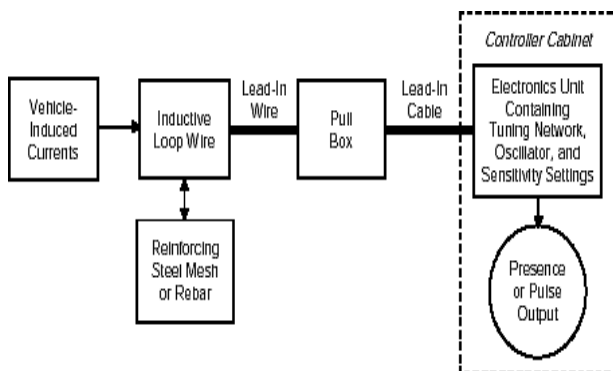 Controller Cabinet
Vehicle-
Induced
Currents
Inductive
Loop Wire
Lead-In
Wire
Pull
Box
Lead-In
Cable
Electronics Unit
Containing
Tuning Network,
Oscillator, and
Sensitivity Settings
Reinforcing
Steel Mesh
or Rebar
Presence
or Pulse
Output